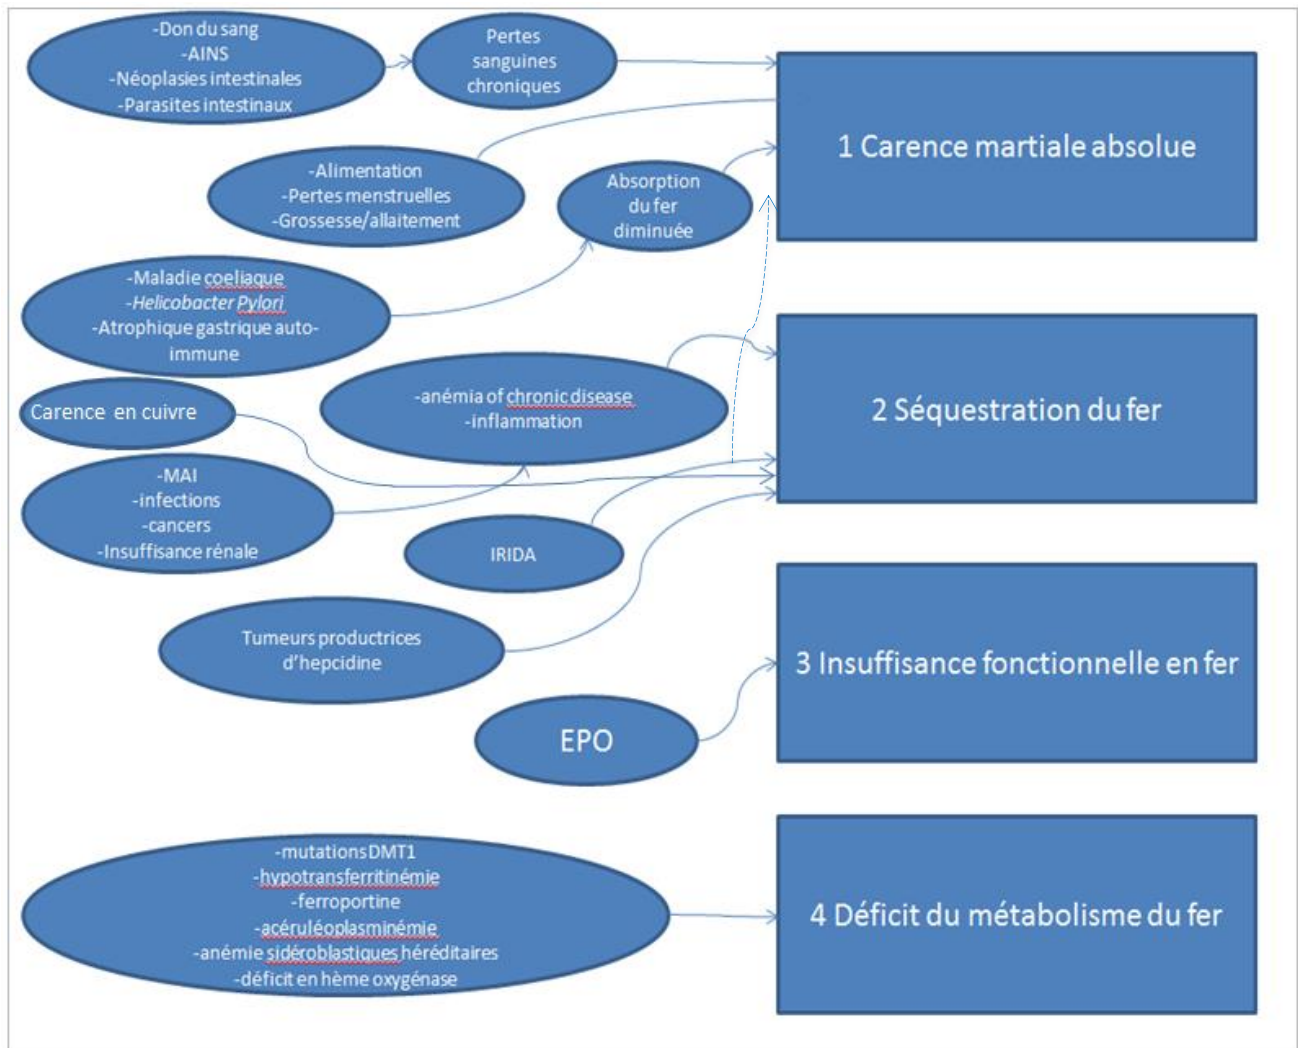 -Don du sang
-AINS
-Néoplasies intestinales
-Parasites intestinaux
Pertes
sanguines
chroniques
1 Carence martiale absolue
-Alimentation
-Pertes menstruelles
-Grossesse/allaitement
Absorption
du fer
diminuée
-Maladie coeliaque
-Helicobacter Pylori
-Atrophique gastrique auto-
immune
-anémia of chronic disease
-inflammation
2 Séquestration du fer
Carence en cuivre
-MAI
-infections
-cancers
-Insuffisance rénale
IRIDA
Tumeurs productrices
d'hepcidine
3 Insuffisance fonctionnelle en fer
EPO
-mutations DMT1
-hypotransferritinémie
-ferroportine
-acéruléoplasminémie
-anémie sidéroblastiques héréditaires
-déficit en hème oxygénase
4 Déficit du métabolisme du fer